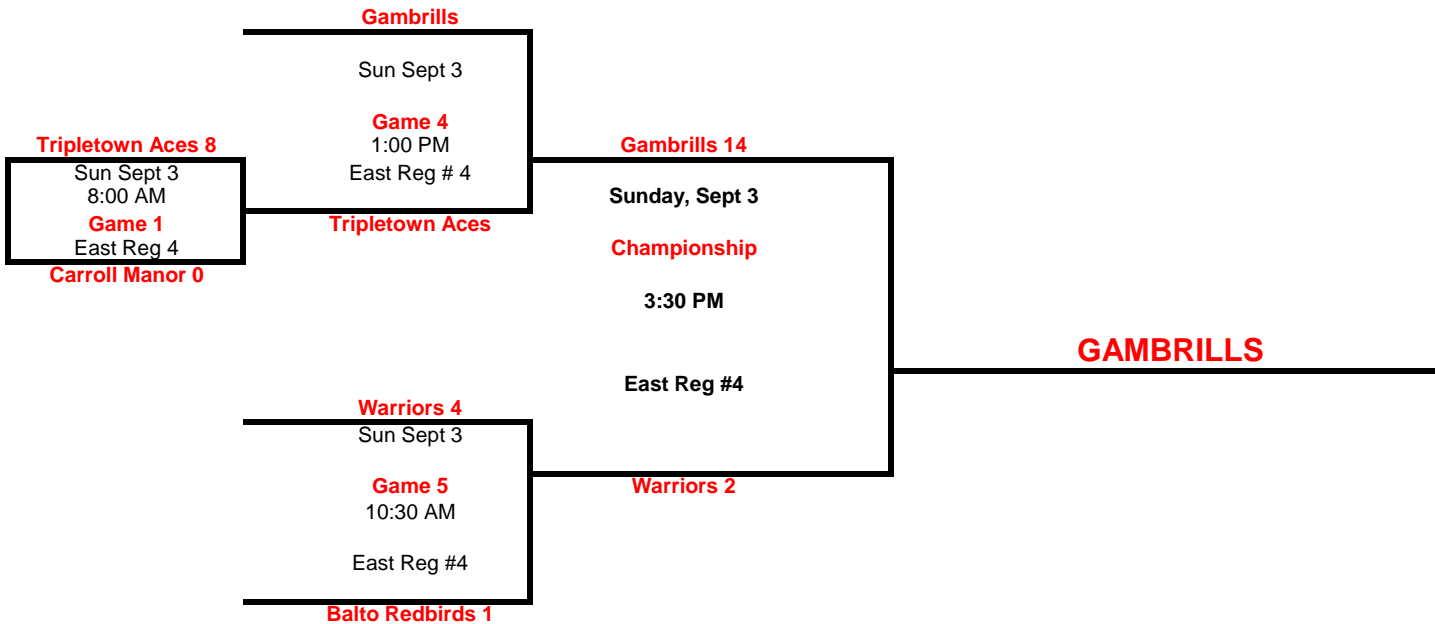 Gambrills
Sun Sept 3
Game 4
1:00 PM
East Reg # 4
Tripletown Aces 8
Sun Sept 3
8:00 AM
Game 1
East Reg 4
Carroll Manor 0
Tripletown Aces
Gambrills 14
Sunday, Sept 3
Championship
3:30 PM
East Reg #4
GAMBRILLS
Warriors 4
Sun Sept 3
Game 5
10:30 AM
East Reg #4
Balto Redbirds 1
Warriors 2